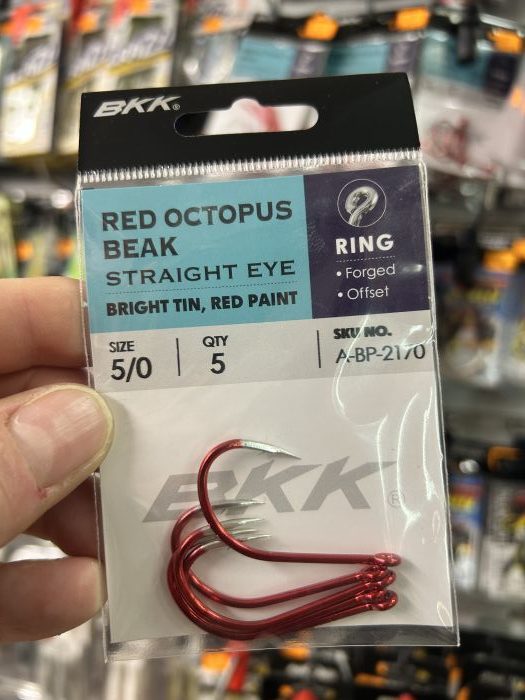 BKK®
RED OCTOPUS
BEAK
STRAIGHT EYE
BRIGHT TIN, RED PAINT
RING
• Forged
• Offset
SIZE
5/0
QTY
5
SKU NO.
A-BP-2170
BKK®